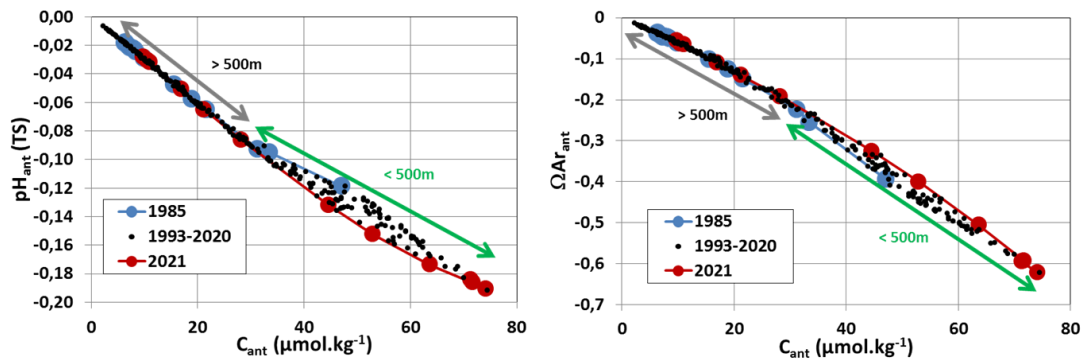 0,00
-0,02
-0,04
-0,06
-0,08
-0,10
-0,12
-0,14
-0,16
-0,18
-0,20
pHant (TS)
> 500m
< 500m
1985
1993-2020
2021
0 20 40 60 80
Cant (µmol.kg-1)
0
-0,1
-0,2
-0,3
-0,4
-0,5
-0,6
-0,7
ΩArant
> 500m
< 500m
1985
1993-2020
2021
0 20 40 60 80
Cant (µmol.kg-1)